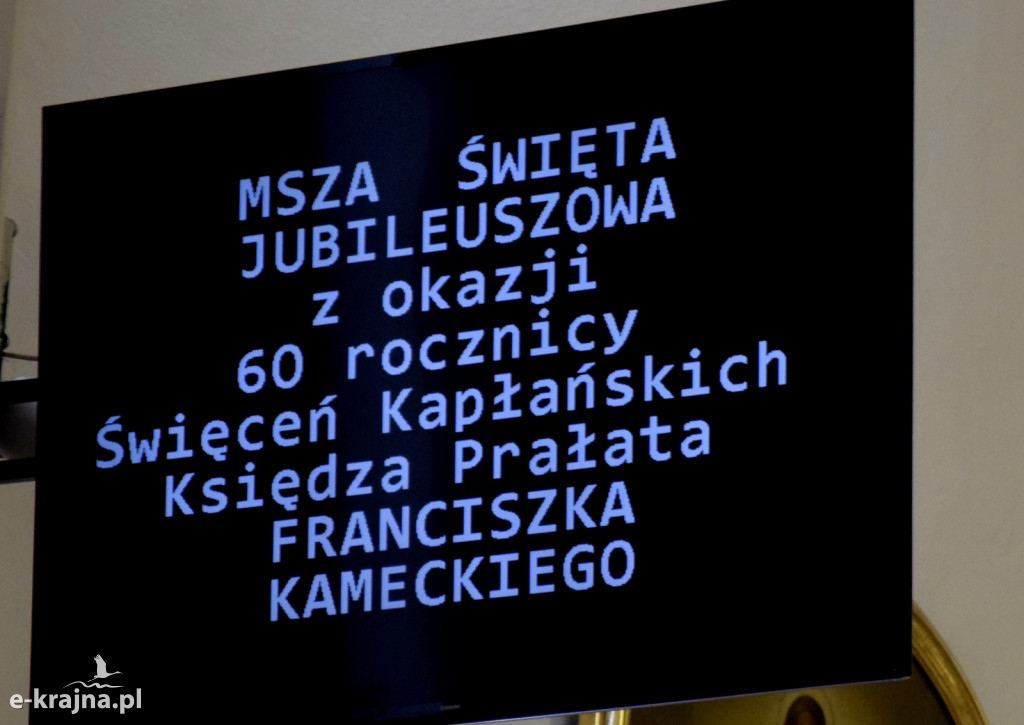 MSZA ŚWIĘTA
JUBILEUSZOWA
z okazji
60 rocznicy
Święceń Kapłańskich
Księdza Prałata
FRANCISZKA
KAMECKIEGO
e-krajna.pl